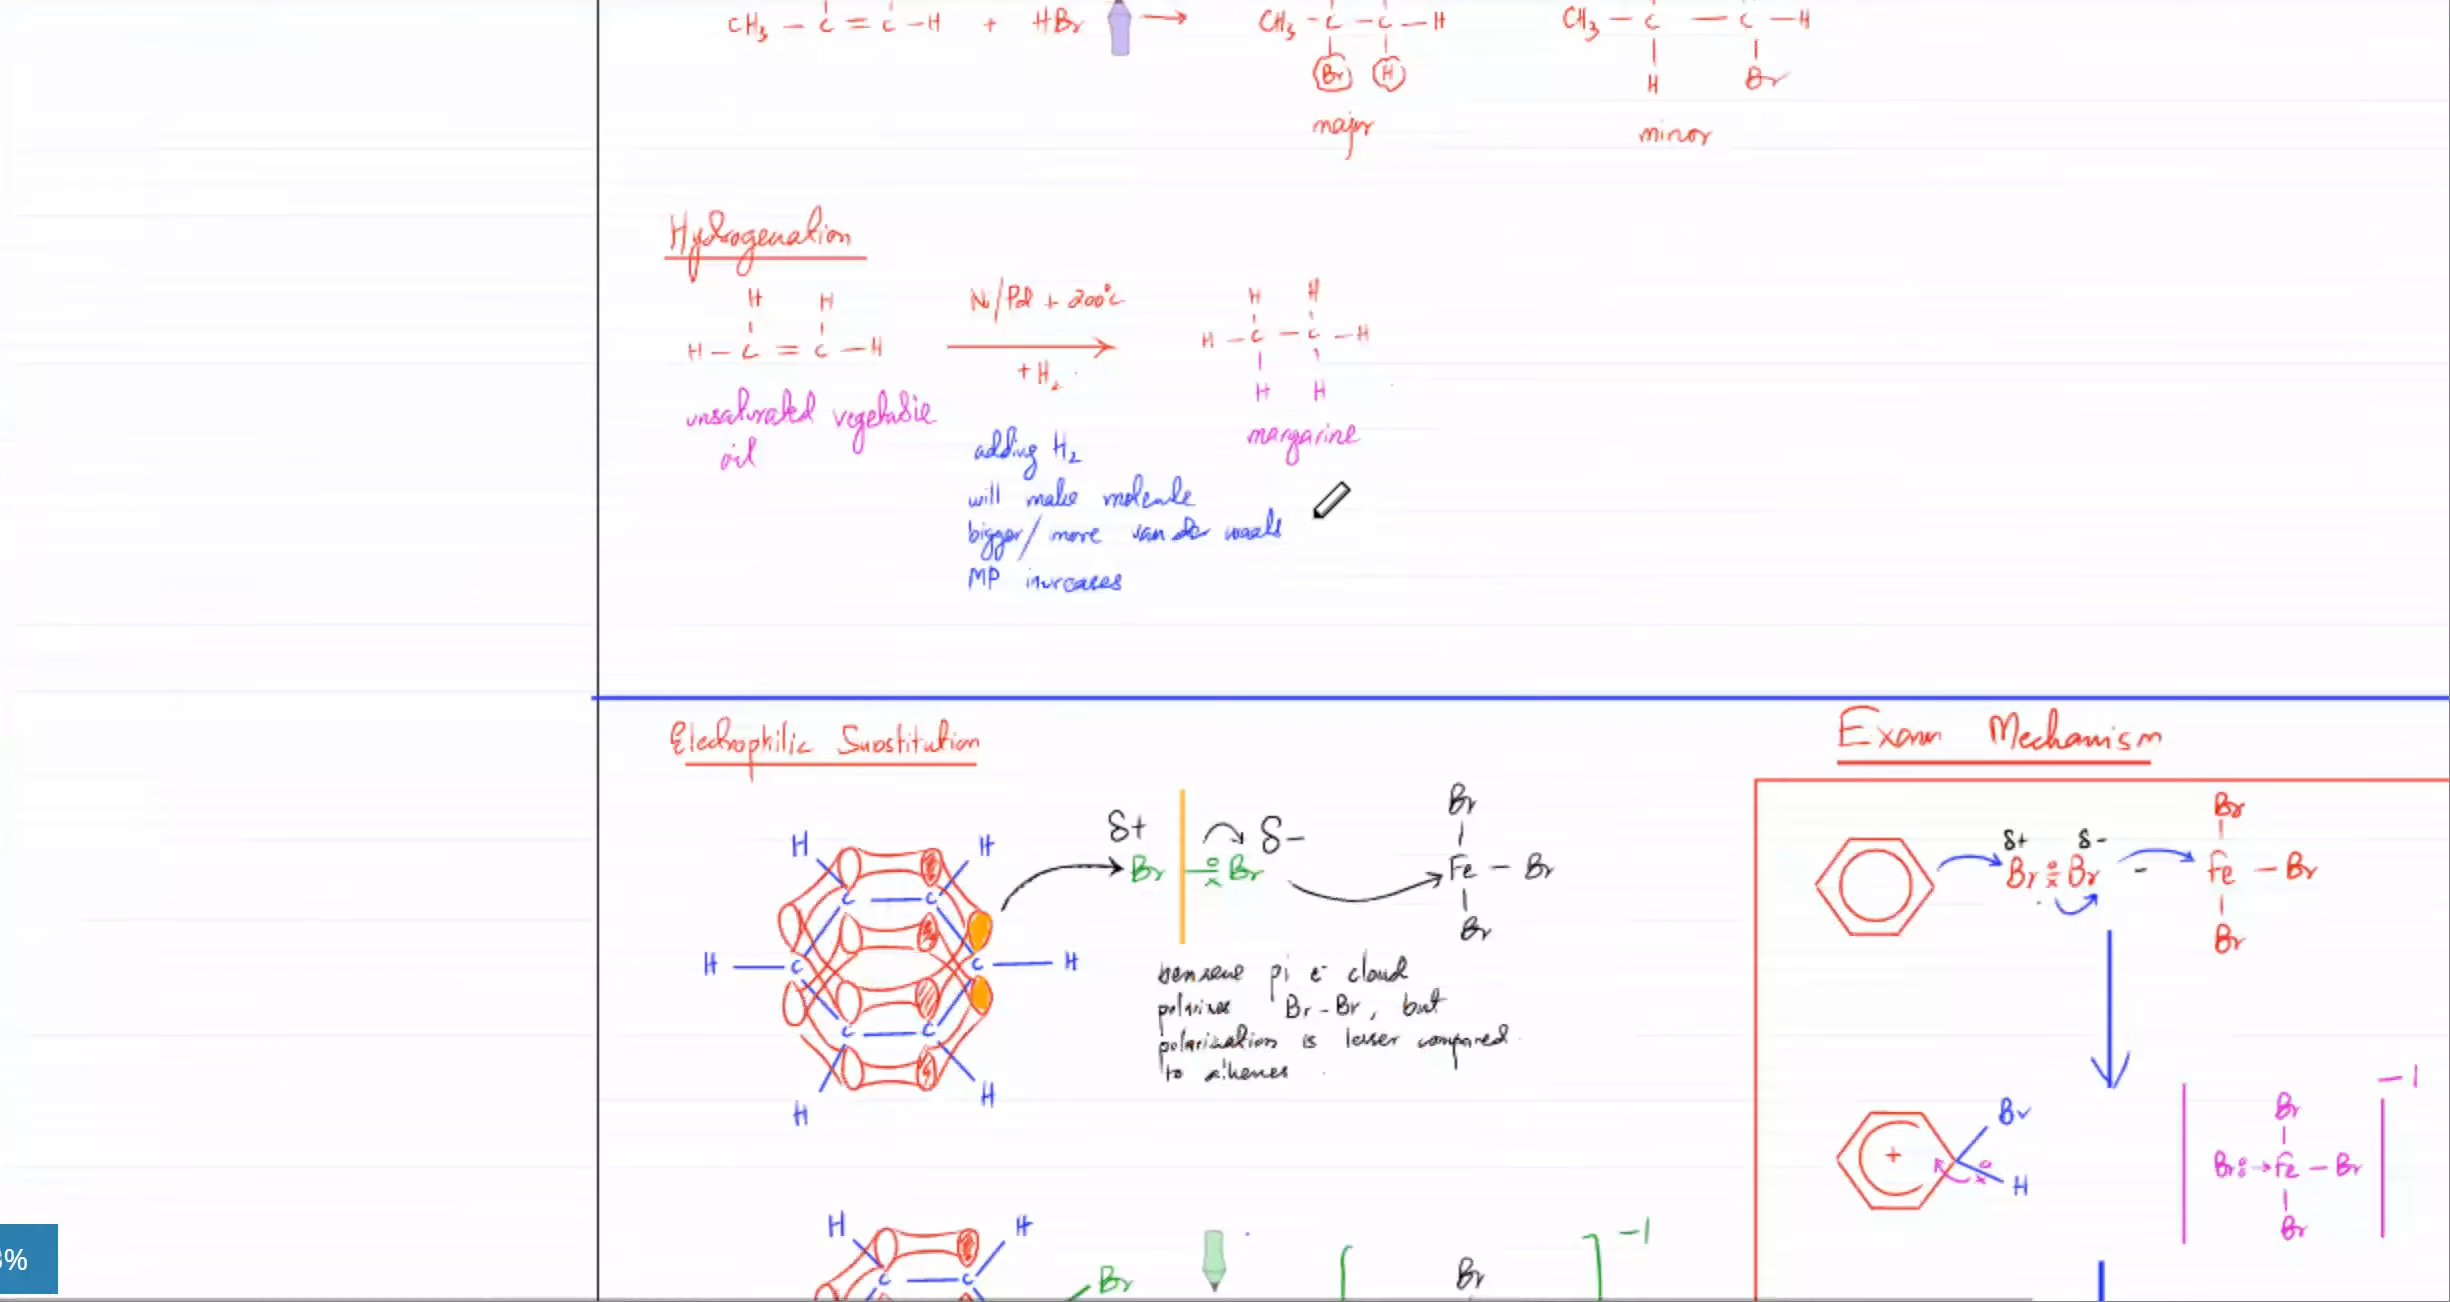 CH3 – C = C – H + HBr → CH3 – C – C – H CH3 – C – C – H
Br H H Br
major minor
Hydrogenation
H H Ni/Pd + 200°C H H
H – C = C – H + H2 H – C – C – H
H H
unsaturated vegetable
oil
margarine
adding H2
will make molecule
bigger/ more van der waals
MP increases
Electrophilic Substitution
Exam Mechanism
H H δ+ δ- Br
Br Br Fe – Br
Br
C C
C C
C C
H H
H H
benzene pi e⁻ cloud
polarizes Br-Br, but
polarization is lesser compared
to alkenes
δ+ δ- Br
Br Br - Fe – Br
Br
+ Br
H
Br -1
Br → Fe – Br
Br
H H -1
C C Br Br
3%